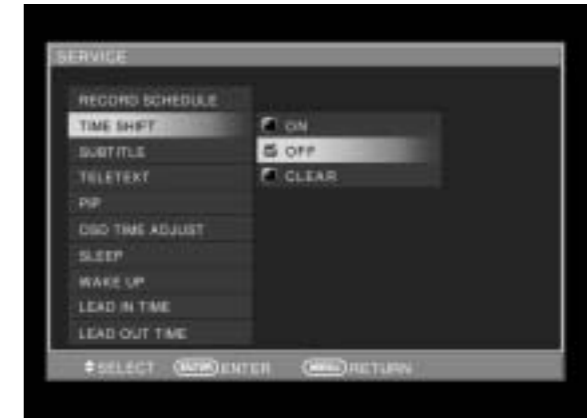 SERVICE
RECORD SCHEDULE
TIME SHIFT
ON
SUBTITLE
OFF
TELETEXT
CLEAR
PIP
OSD TIME ADJUST
SLEEP
WAKE UP
LEAD IN TIME
LEAD OUT TIME
SELECT ENTER ENTER MENU RETURN